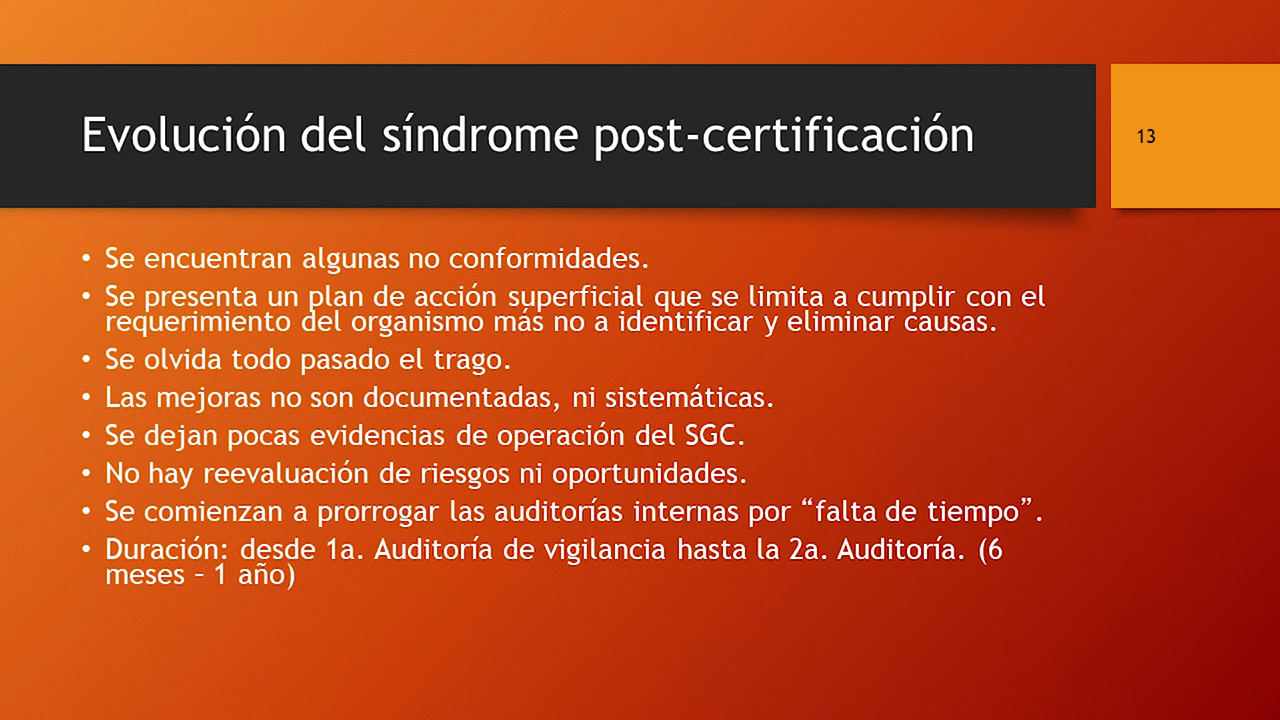 Evolución del síndrome post-certificación
13
• Se encuentran algunas no conformidades.
• Se presenta un plan de acción superficial que se limita a cumplir con el
requerimiento del organismo más no a identificar y eliminar causas.
• Se olvida todo pasado el trago.
• Las mejoras no son documentadas, ni sistemáticas.
• Se dejan pocas evidencias de operación del SGC.
• No hay reevaluación de riesgos ni oportunidades.
• Se comienzan a prorrogar las auditorías internas por “falta de tiempo”.
• Duración: desde 1a. Auditoría de vigilancia hasta la 2a. Auditoría. (6
meses – 1 año)